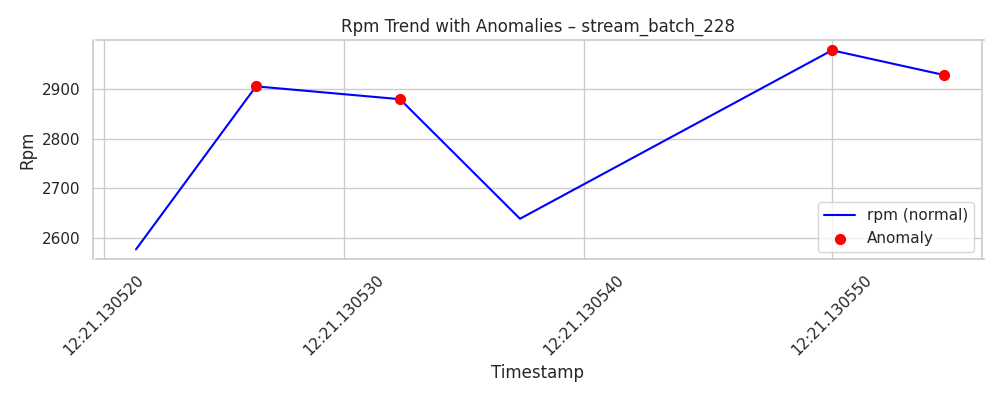 Rpm Trend with Anomalies – stream_batch_228
Rpm
2900
2800
2700
2600
rpm (normal)
Anomaly
12:21.130520
12:21.130530
12:21.130540
12:21.130550
Timestamp